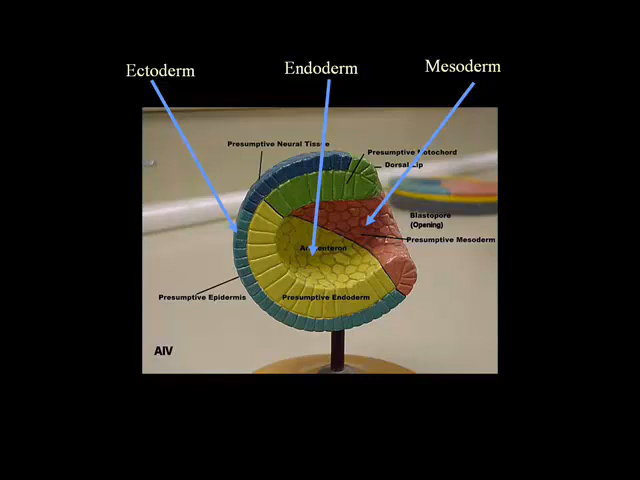 Ectoderm
Endoderm
Mesoderm
Presumptive Neural Tissue
Presumptive Notochord
Dorsal Lip
Blastopore
(Opening)
Presumptive Mesoderm
Archenteron
Presumptive Epidermis
Presumptive Endoderm
AIV